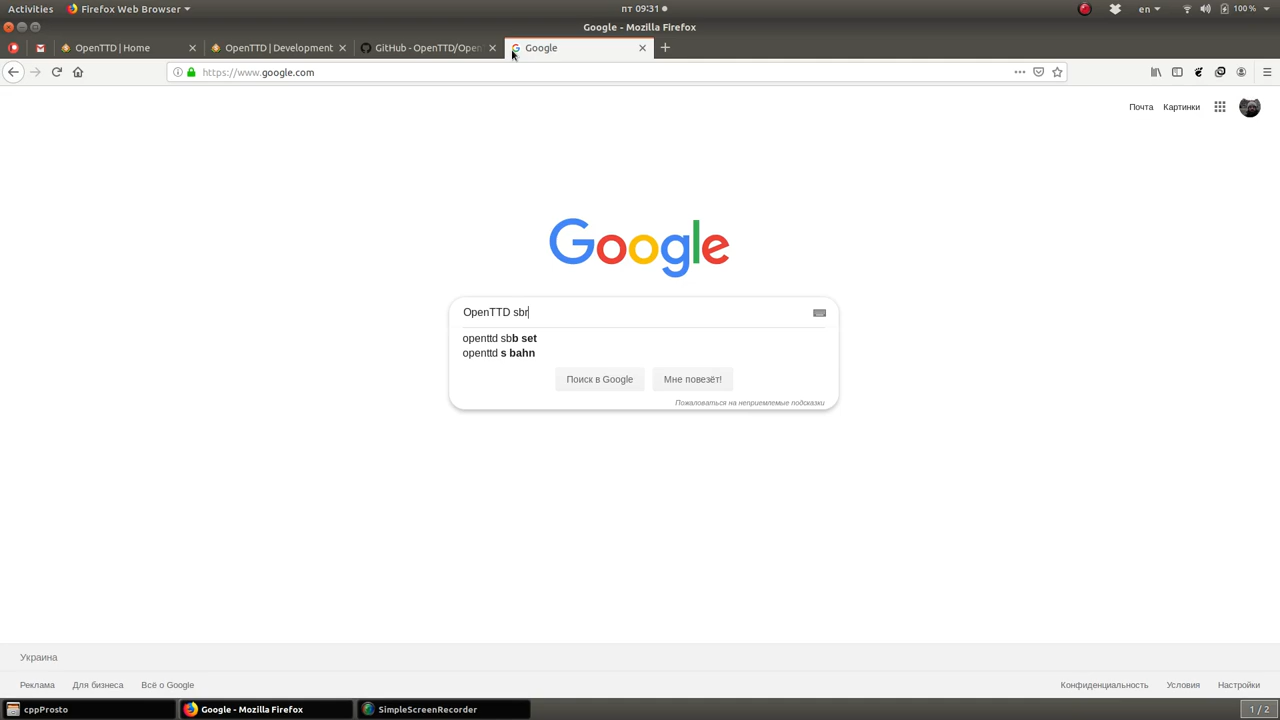 Activities Firefox Web Browser пт 09:31 en 100 %
Google - Mozilla Firefox
OpenTTD | Home OpenTTD | Development GitHub - OpenTTD/Open Google
https://www.google.com
Почта Картинки
Google
OpenTTD sbr
openttd sbb set
openttd s bahn
Поиск в Google Мне повезёт!
Пожаловаться на неприемлемые подсказки
Украина
Реклама Для бизнеса Всё о Google Конфиденциальность Условия Настройки
cppProsto Google - Mozilla Firefox SimpleScreenRecorder 1 / 2